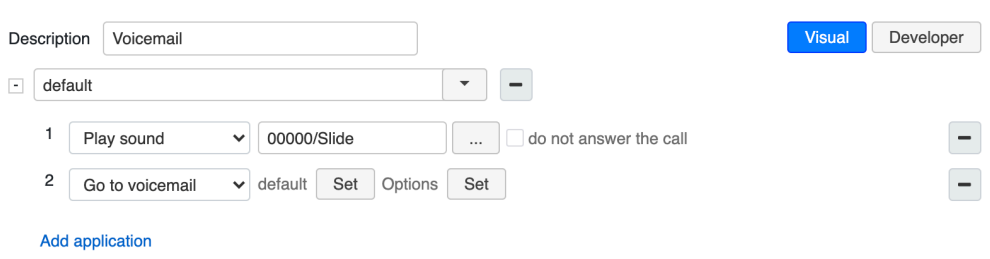 Description Voicemail Visual Developer
- default
1 Play sound 00000/Slide ... do not answer the call
2 Go to voicemail default Set Options Set
Add application